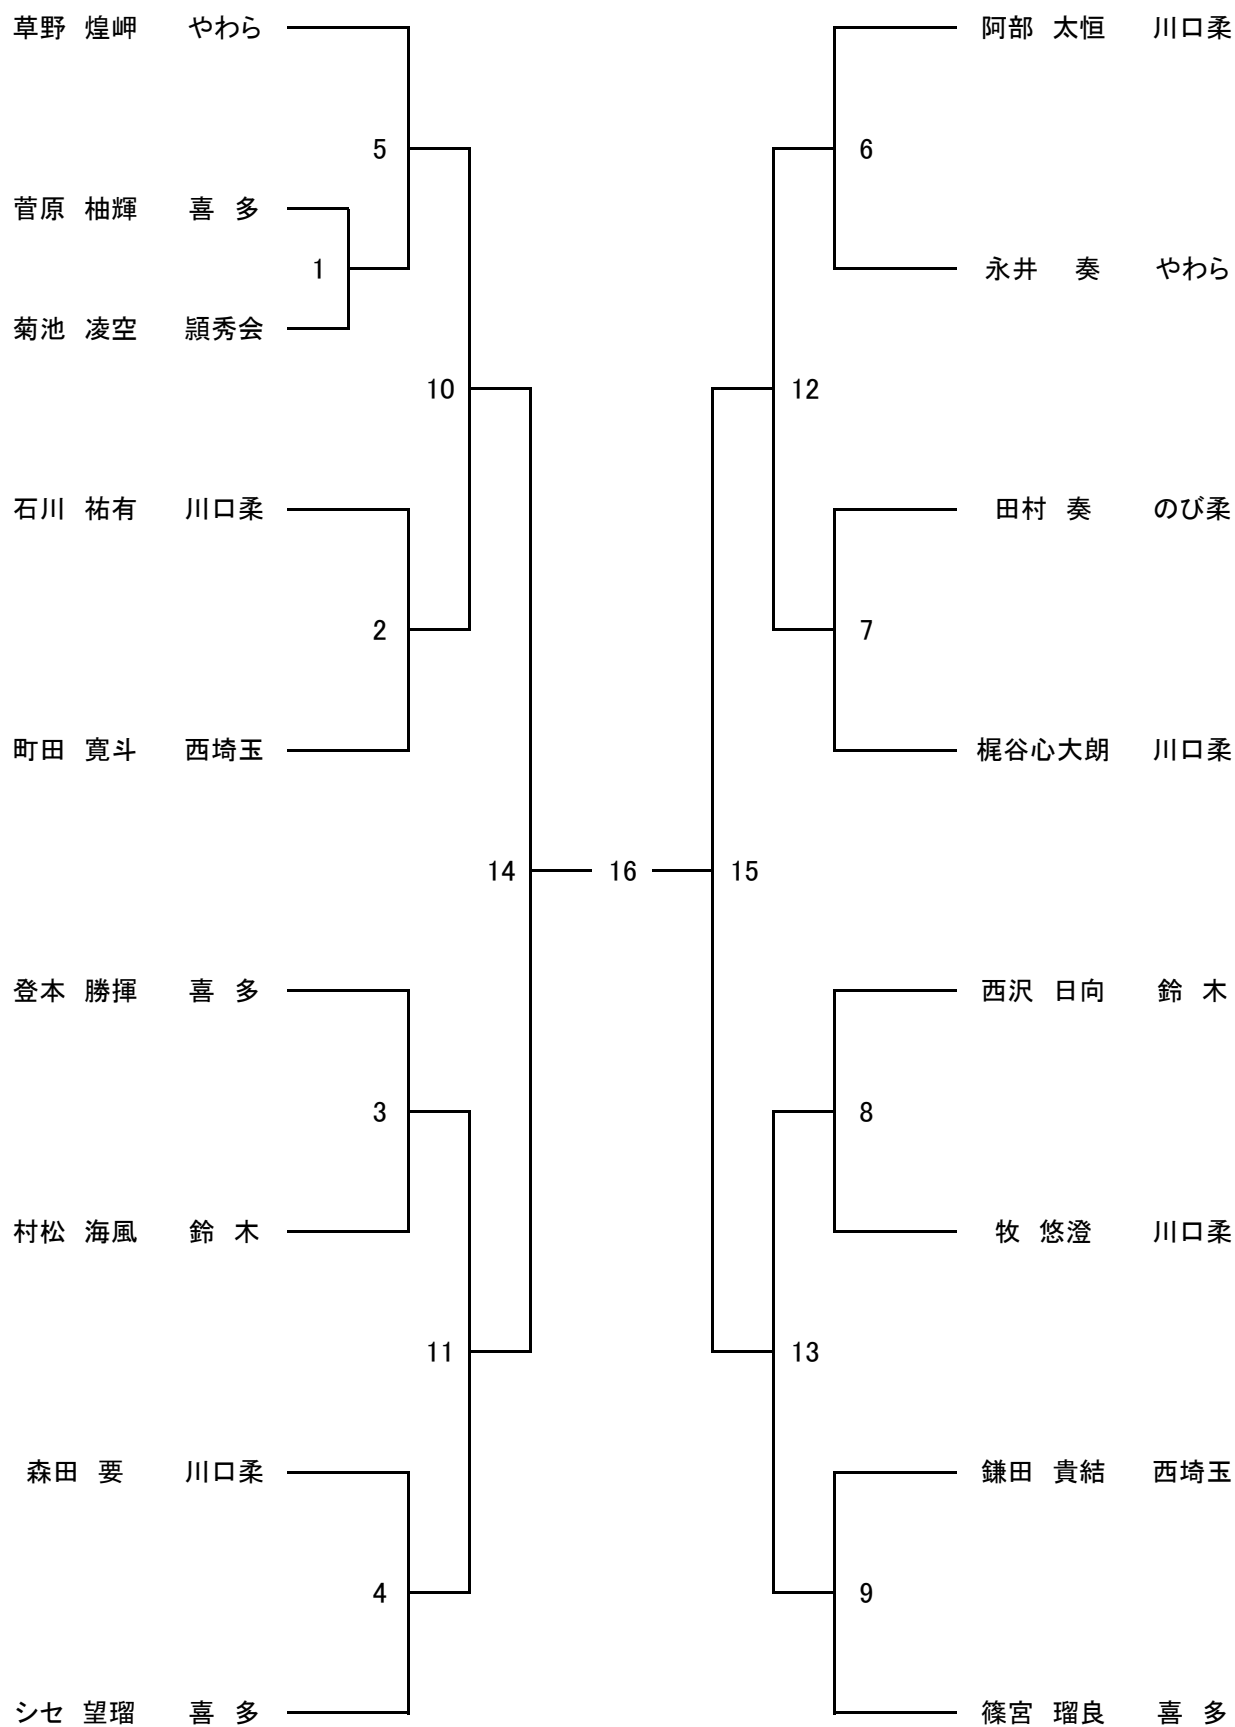 草野 煌岬 やわら
阿部 太恒 川口柔
5
6
菅原 柚輝 喜 多
1
永井 奏 やわら
菊池 凌空 頴秀会
10
12
石川 祐有 川口柔
田村 奏 のび柔
2
7
町田 寛斗 西埼玉
梶谷心大朗 川口柔
14
16
15
登本 勝揮 喜 多
西沢 日向 鈴 木
3
8
村松 海風 鈴 木
牧 悠澄 川口柔
11
13
森田 要 川口柔
鎌田 貴結 西埼玉
4
9
シセ 望瑠 喜 多
篠宮 瑠良 喜 多